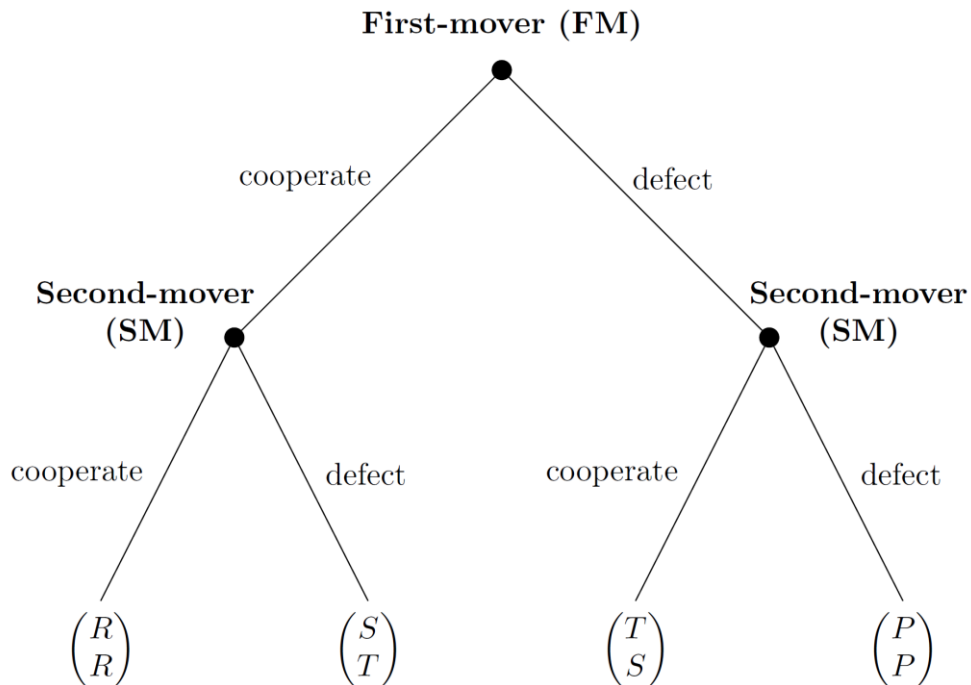 First-mover (FM)
cooperate
defect
Second-mover
(SM)
Second-mover
(SM)
cooperate
defect
cooperate
defect
R
R
S
T
T
S
P
P